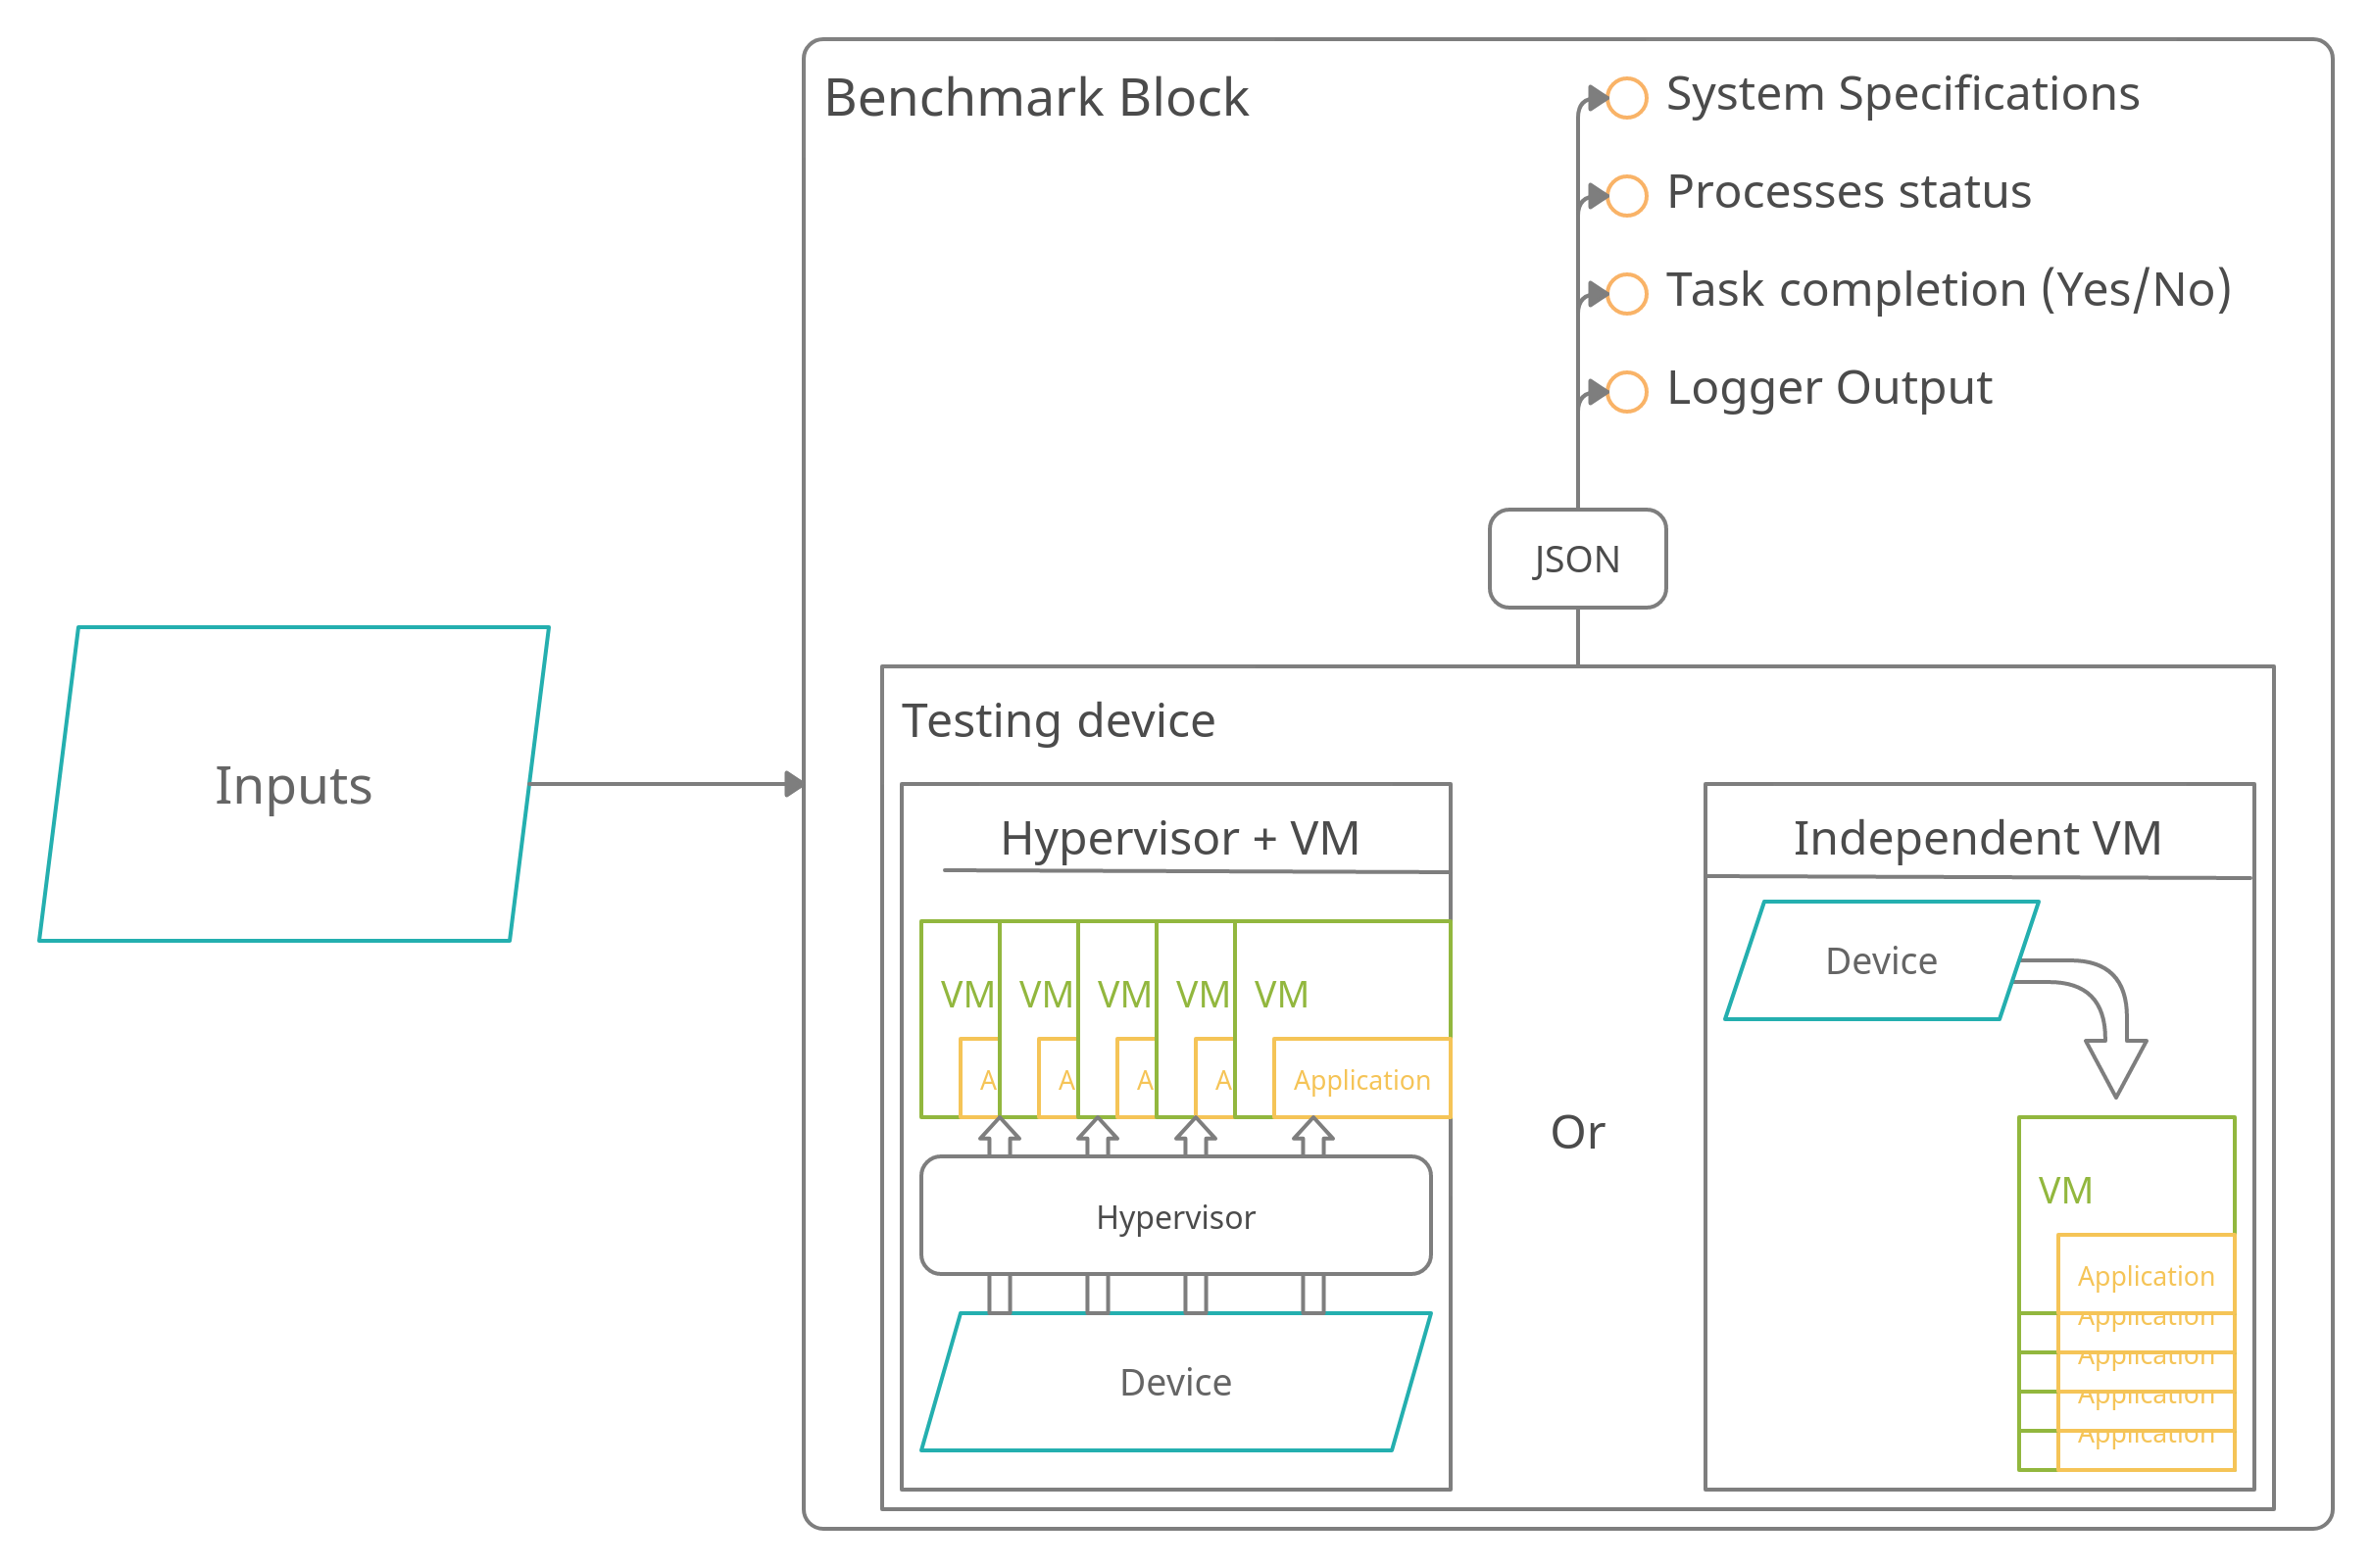 Benchmark Block
System Specifications
Processes status
Task completion (Yes/No)
Logger Output
JSON
Inputs
Testing device
Hypervisor + VM
VM
VM
VM
VM
VM
A
A
A
A
Application
Hypervisor
Device
Or
Independent VM
Device
VM
Application
Application
Application
Application
Application